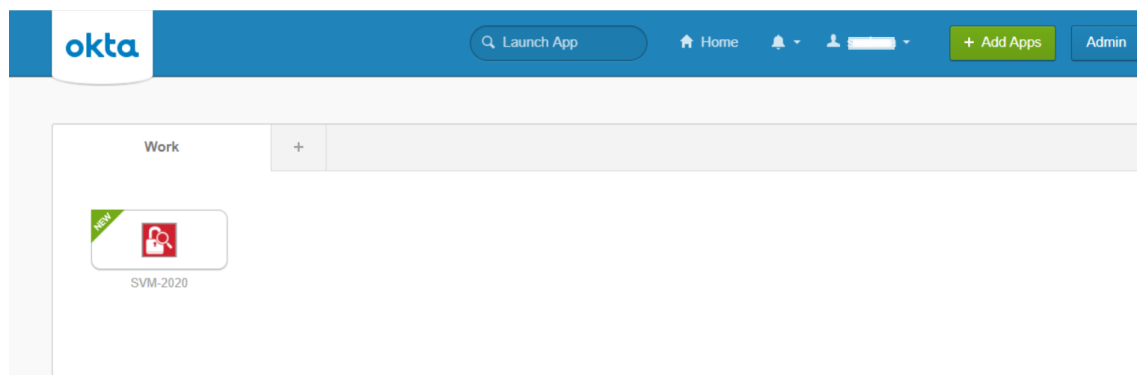 okta
Launch App
Home
+ Add Apps
Admin
Work
+
NEW
SVM-2020